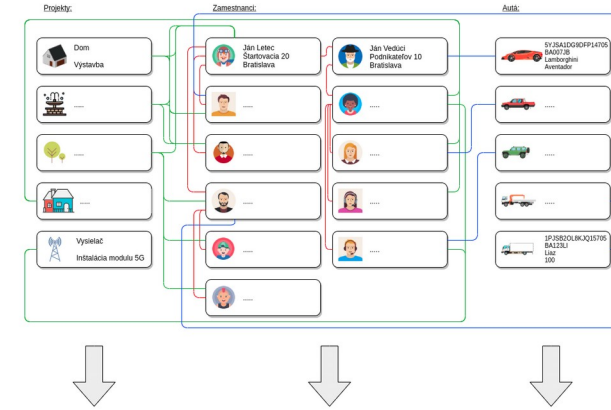 Projekty:
Zamestnanci:
Autá:
Dom
Výstavba
Ján Letec
Štartovacia 20
Bratislava
Ján Vedúci
Podnikateľov 10
Bratislava
5YJSA1DG9DFP14705
BA007JB
Lamborghini
Aventador
.....
.....
.....
.....
.....
.....
.....
.....
.....
.....
.....
.....
Vysielač
Inštalácia modulu 5G
.....
.....
1PJSB2OL8KJQ15705
BA123LI
Liaz
100
.....